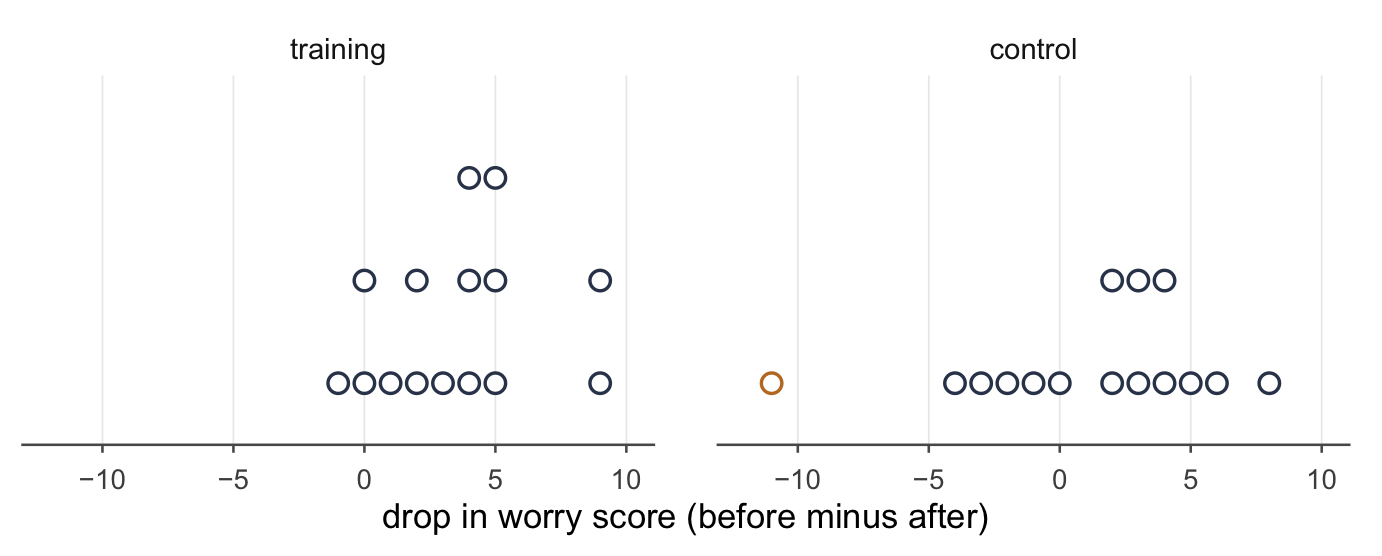 training control
−10 −5 0 5 10 −10 −5 0 5 10
drop in worry score (before minus after)